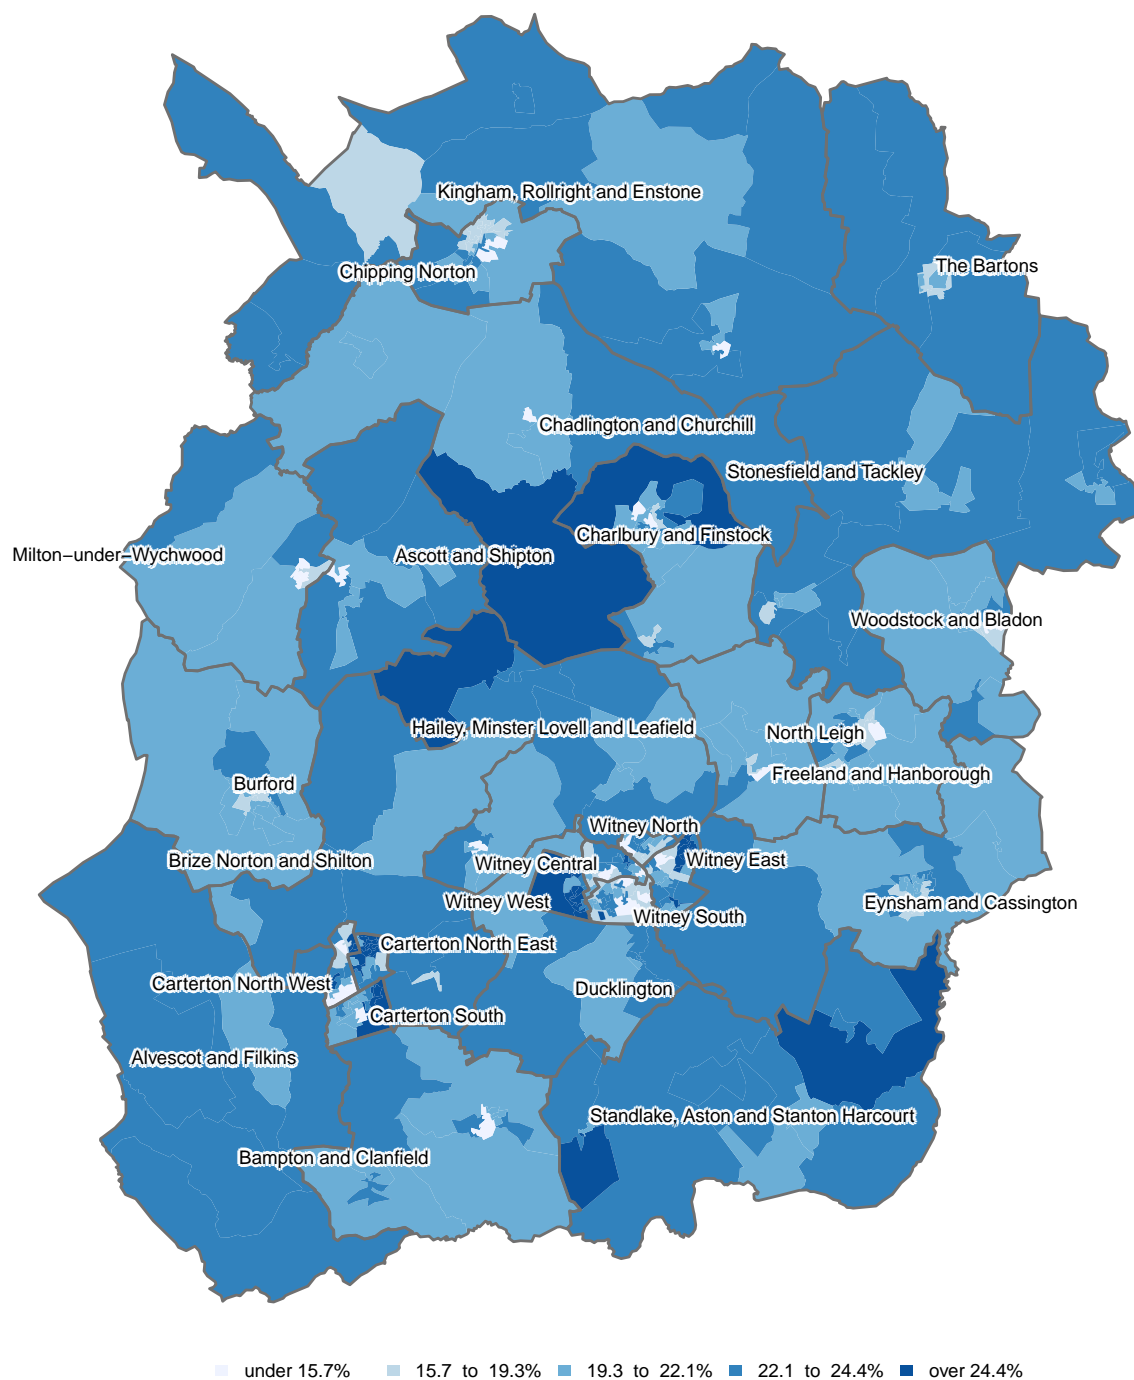 Kingham, Rollright and Enstone
The Bartons
Chipping Norton
Chadlington and Churchill
Stonesfield and Tackley
Charlbury and Finstock
Milton−under−Wychwood
Ascott and Shipton
Woodstock and Bladon
Hailey, Minster Lovell and Leafield
North Leigh
Freeland and Hanborough
Burford
Witney North
Brize Norton and Shilton
Witney Central
Witney East
Witney West
Eynsham and Cassington
Witney South
Carterton North East
Carterton North West
Ducklington
Carterton South
Alvescot and Filkins
Standlake, Aston and Stanton Harcourt
Bampton and Clanfield
under 15.7%
15.7 to 19.3%
19.3 to 22.1%
22.1 to 24.4%
over 24.4%